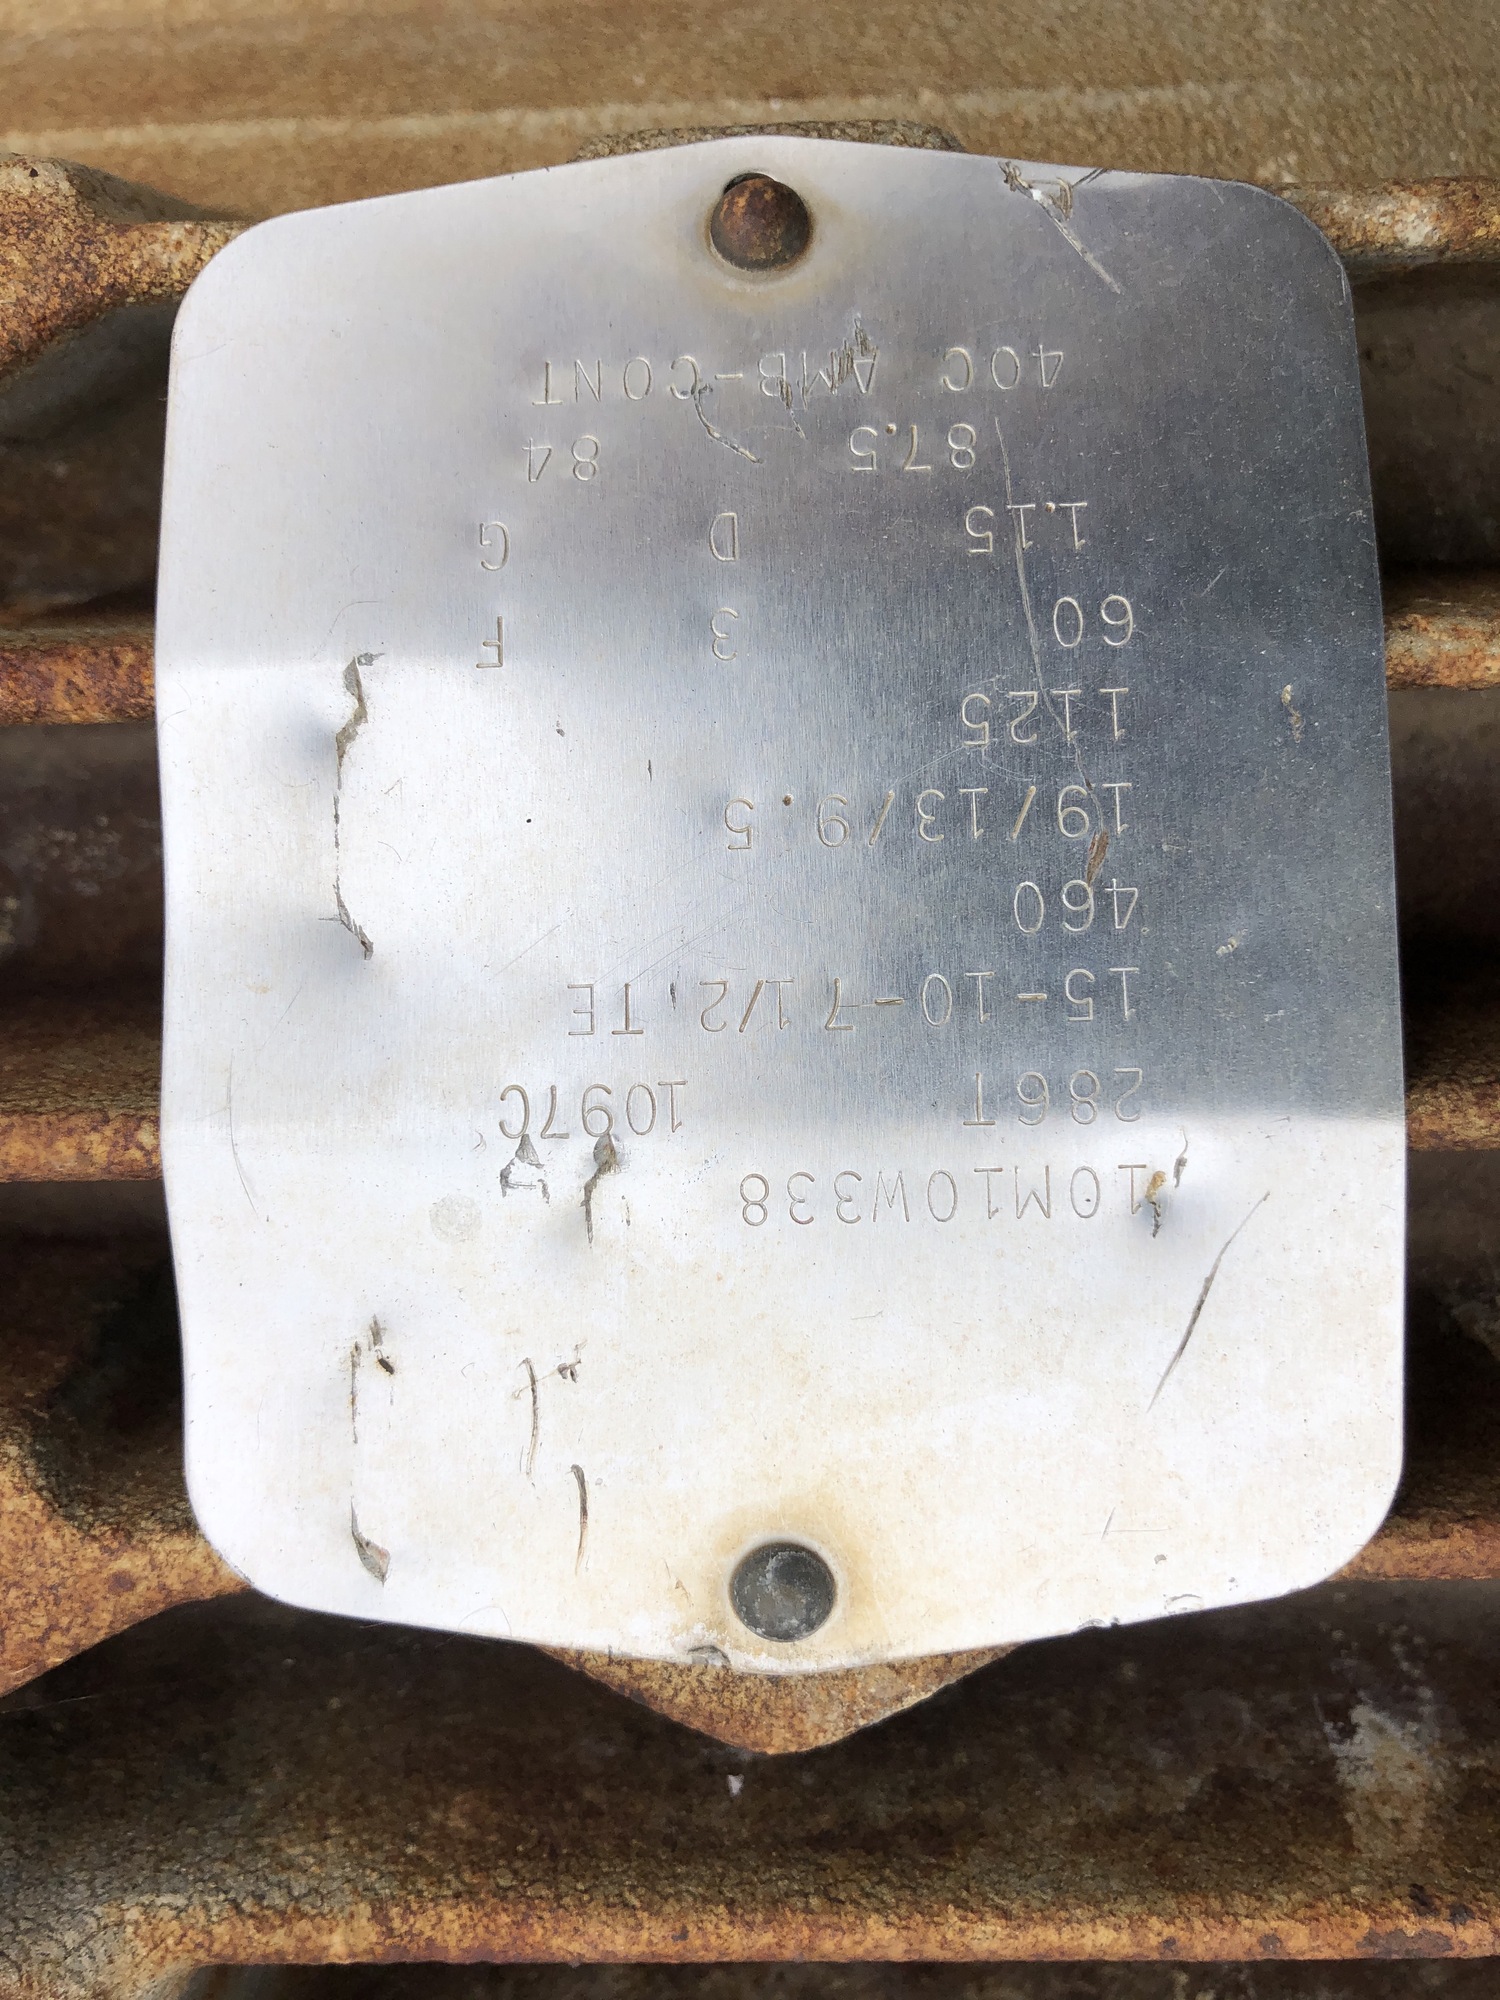 10M10W338
286T 1097C
15-10-7 1/2 TE
460
19/13/9.5
1125
60 3 F
1.15 D G
87.5 84
40C AMB-CONT